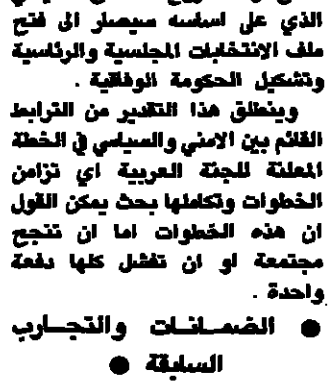 الذي على اساسه سيصار الى فتح
ملف الانتخابات المجلسية والرئاسية
وتشكيل الحكومة الوفاقية .
وينطلق هذا التقدير من الترابط
القائم بين الامني والسياسي في الخطة
المعلنة للجنة العربية اي تزامن
الخطوات وتكاملها بحث يمكن القول
ان هذه الخطوات اما ان تنجح
مجتمعة او ان تفشل كلها دفعة
واحدة .
● الضمــانــات والتجــارب
السابقة ●